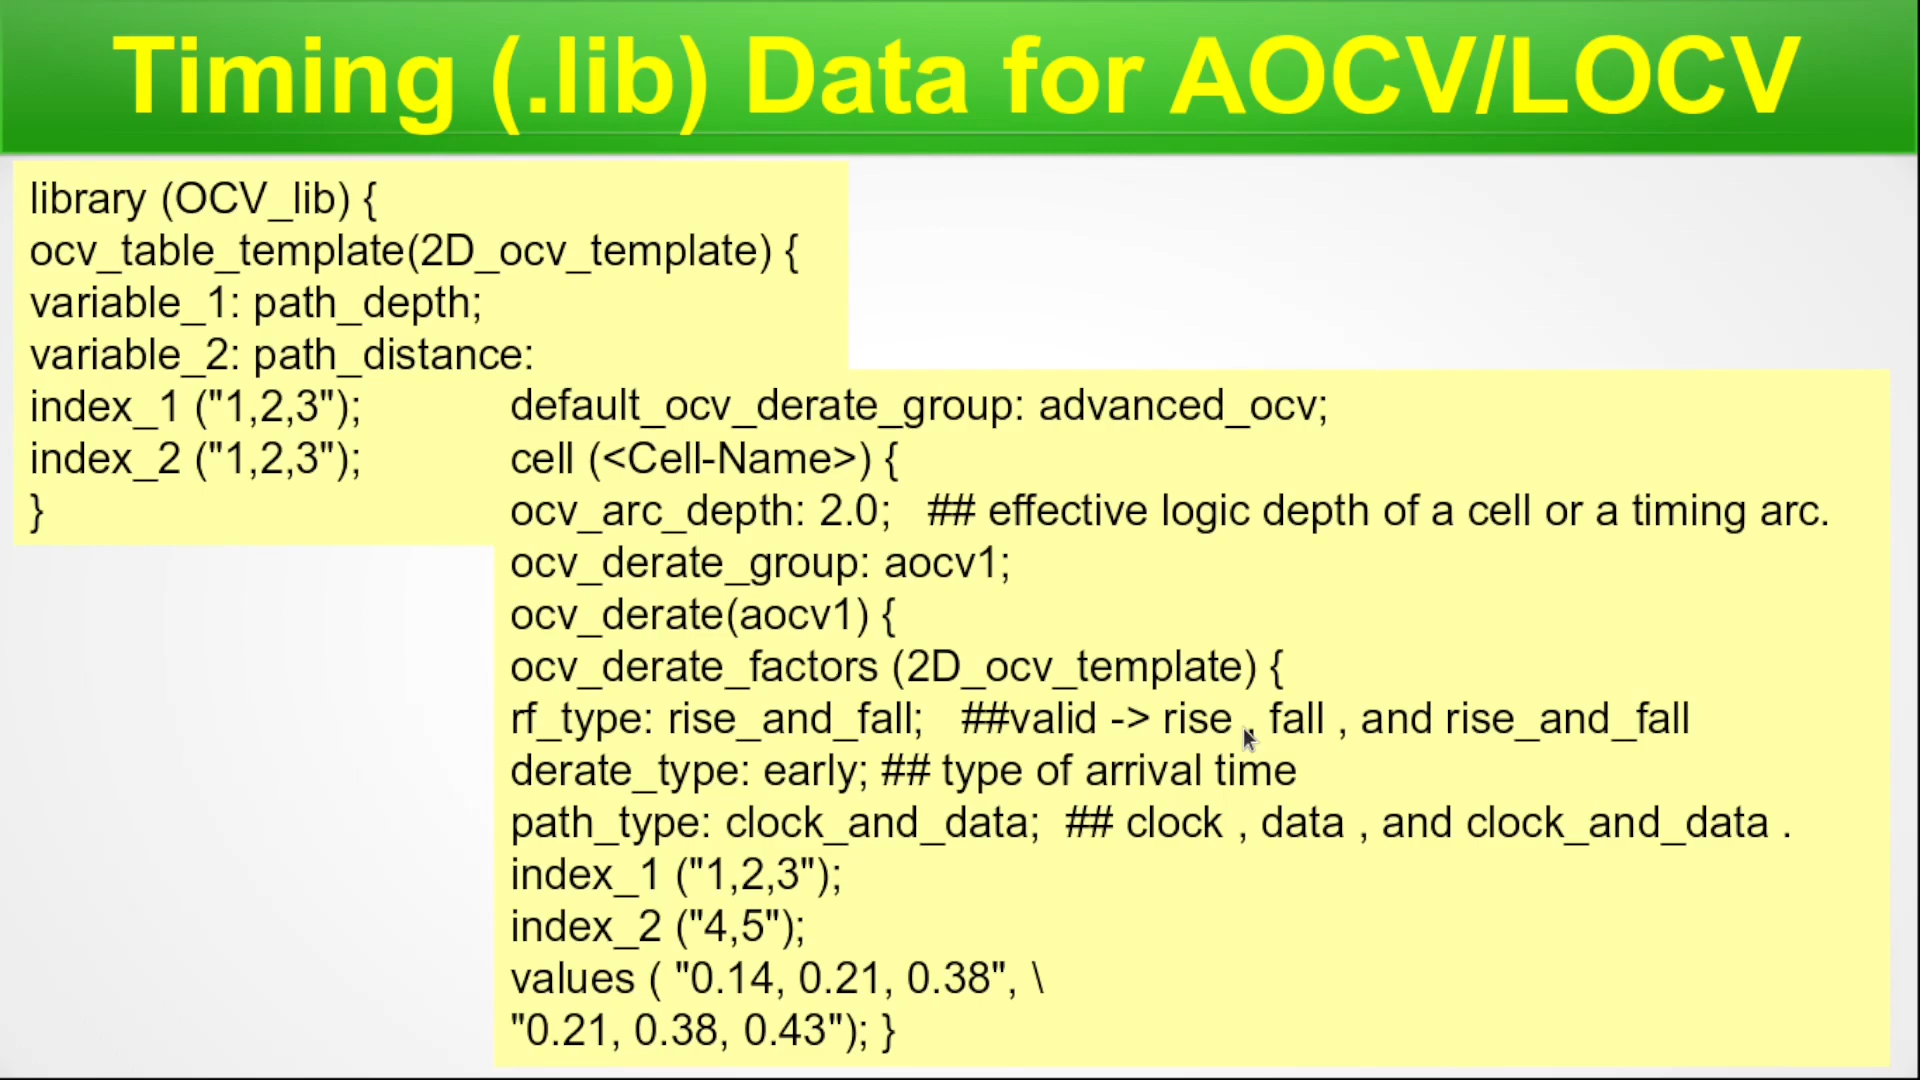 Timing (.lib) Data for AOCV/LOCV
library (OCV_lib) {
ocv_table_template(2D_ocv_template) {
variable_1: path_depth;
variable_2: path_distance:
index_1 ("1,2,3");
index_2 ("1,2,3");
}
default_ocv_derate_group: advanced_ocv;
cell (<Cell-Name>) {
ocv_arc_depth: 2.0;   ## effective logic depth of a cell or a timing arc.
ocv_derate_group: aocv1;
ocv_derate(aocv1) {
ocv_derate_factors (2D_ocv_template) {
rf_type: rise_and_fall;   ##valid -> rise , fall , and rise_and_fall
derate_type: early; ## type of arrival time
path_type: clock_and_data;  ## clock , data , and clock_and_data .
index_1 ("1,2,3");
index_2 ("4,5");
values ( "0.14, 0.21, 0.38", \
"0.21, 0.38, 0.43"); }